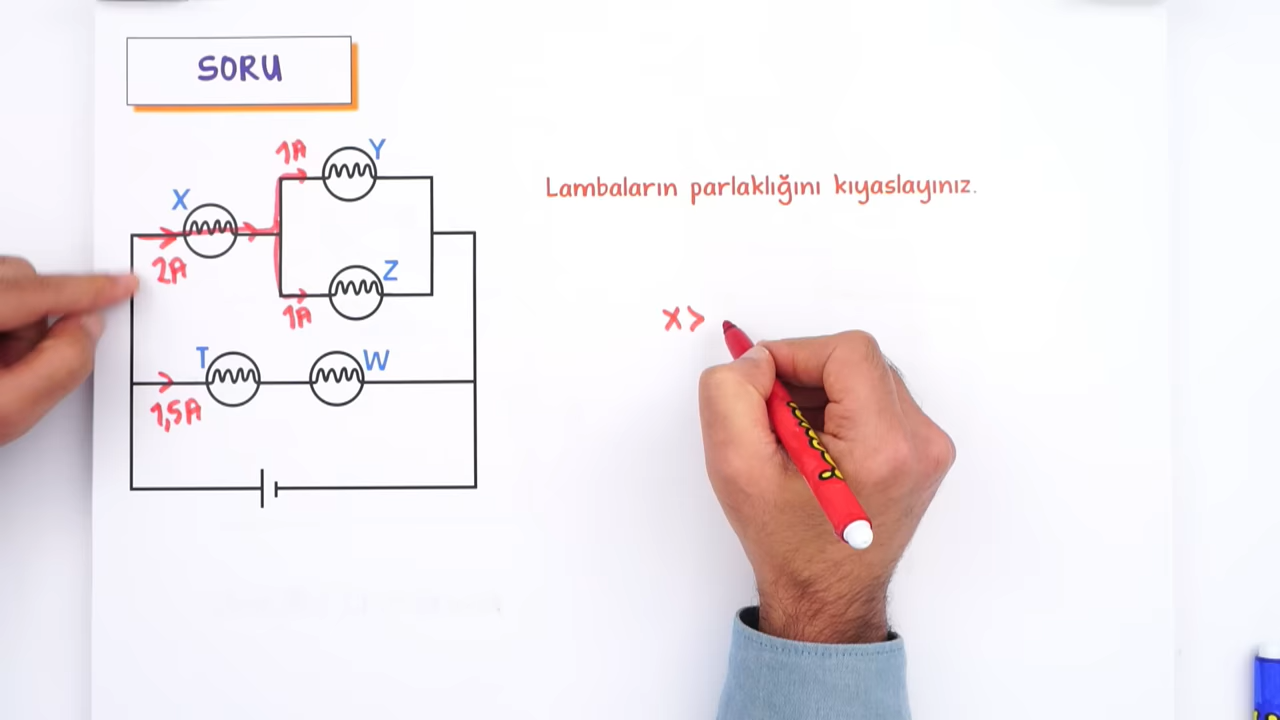 SORU
1A
Y
Lambaların parlaklığını kıyaslayınız.
X
2A
Z
1A
X >
T
W
1,5A